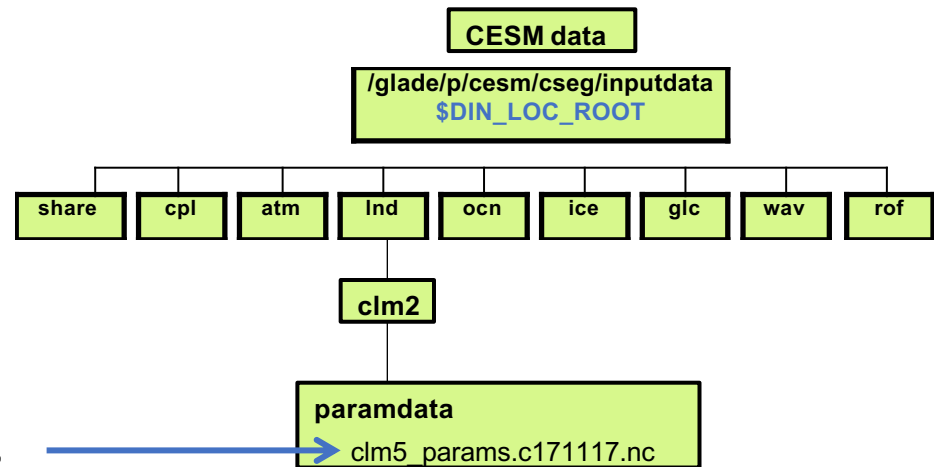 CESM data
/glade/p/cesm/cseg/inputdata
$DIN_LOC_ROOT
share cpl atm lnd ocn ice glc wav rof
clm2
paramdata
clm5_params.c171117.nc